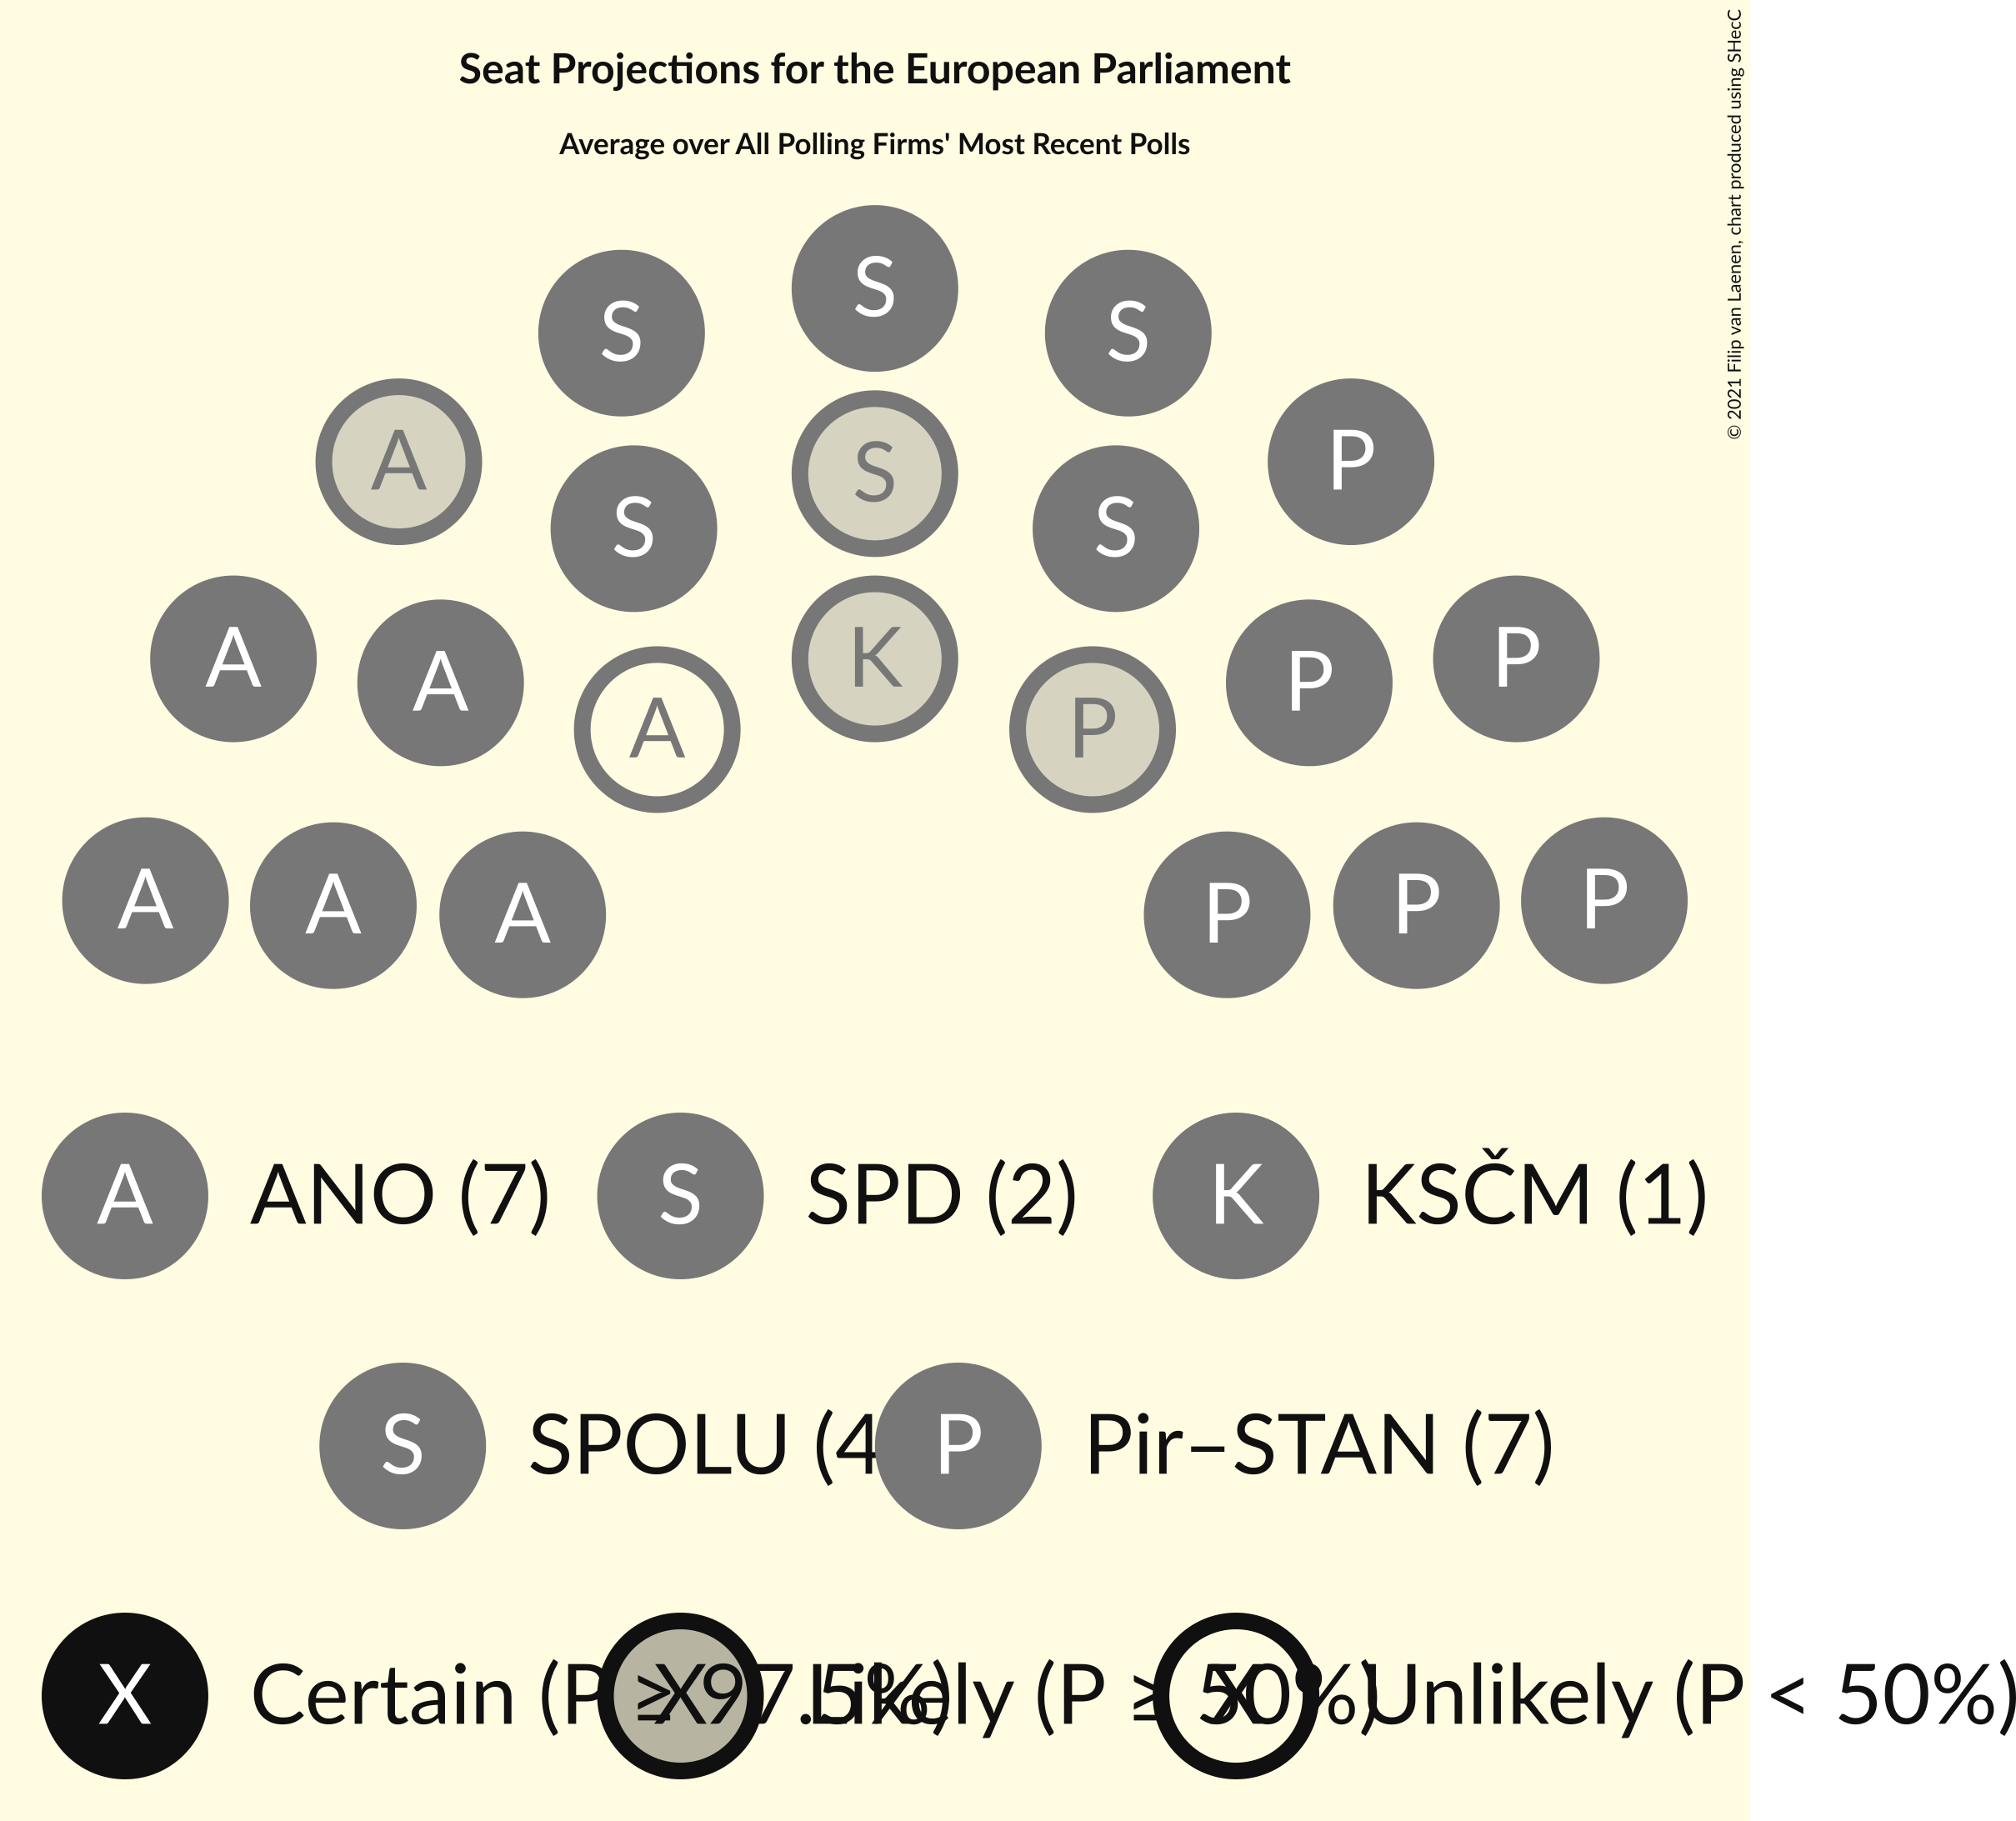 Seat Projections for the European Parliament
Average over All Polling Firms' Most Recent Polls
© 2021 Filip van Laenen, chart produced using SHecC
S
S S
A P
S
S S
A P
K
A P
A P
A P
A A A P P P
A ANO (7) S SPD (2) K KSČM (1)
S SPOLU (4 P Pir–STAN (7)
X Certain (P ≥ 97.5%) X Likely (P ≥ 50%) X Unlikely (P < 50%)